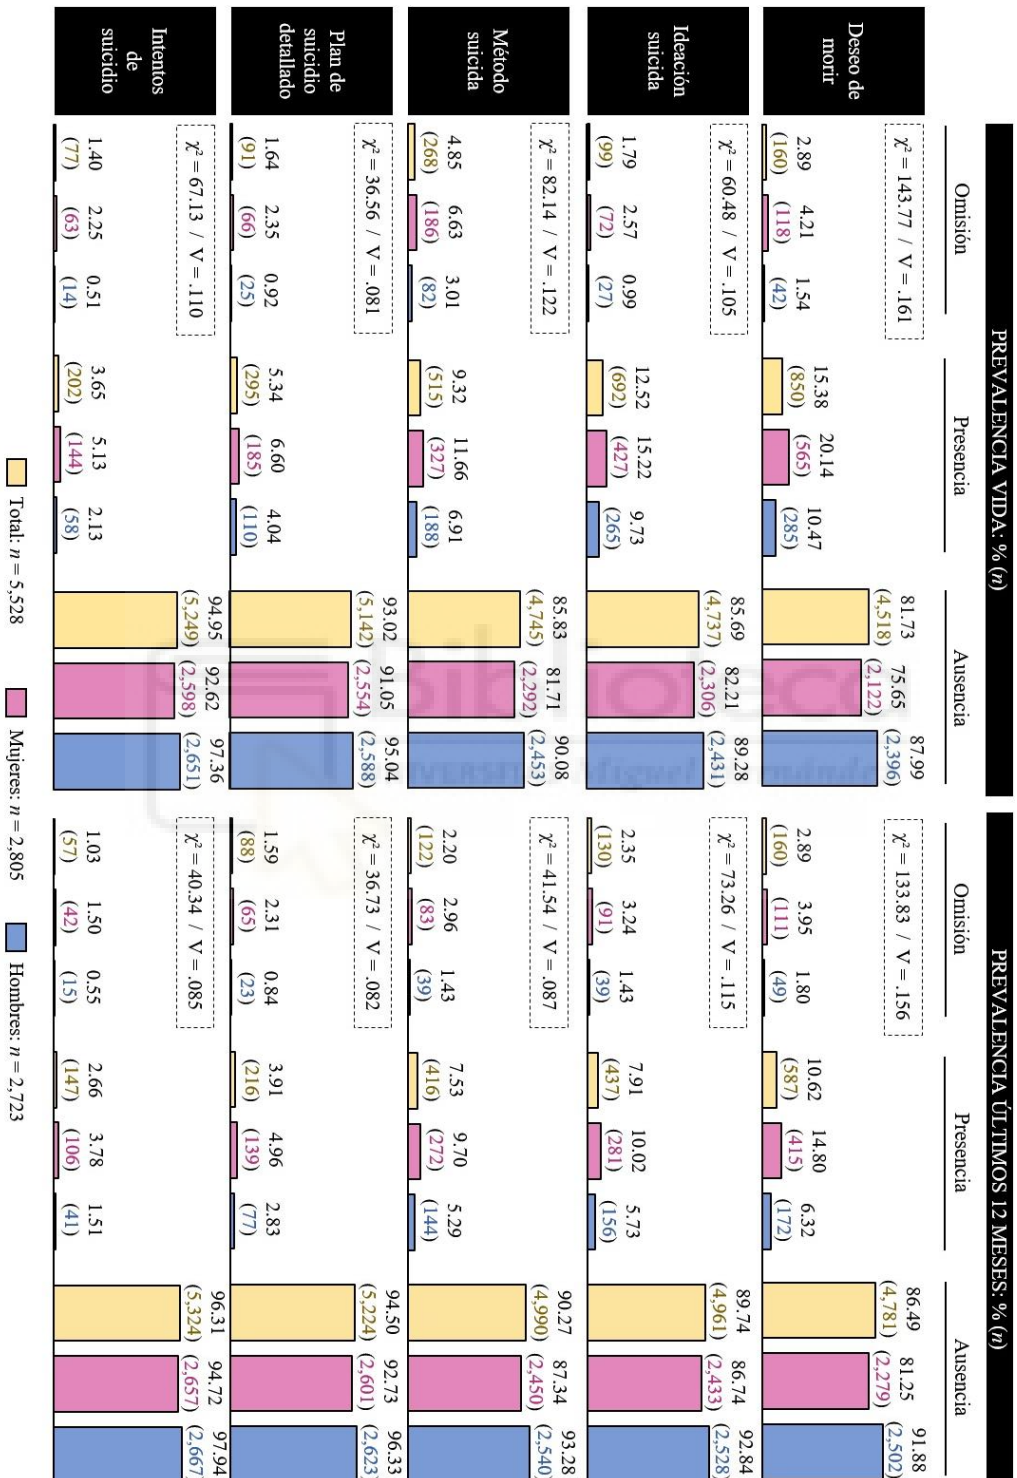 PREVALENCIA VIDA: % (n)
Omisión
Presencia
Ausencia
PREVALENCIA ÚLTIMOS 12 MESES: % (n)
Omisión
Presencia
Ausencia
Deseo de
morir
χ² = 143.77 / V = .161
2.89 4.21 1.54
(160) (118) (42)
15.38 20.14 10.47
(850) (565) (285)
81.73 75.65 87.99
(4,518) (2,122) (2,396)
χ² = 133.83 / V = .156
2.89 3.95 1.80
(160) (111) (49)
10.62 14.80 6.32
(587) (415) (172)
86.49 81.25 91.88
(4,781) (2,279) (2,502)
Ideación
suicida
χ² = 60.48 / V = .105
1.79 2.57 0.99
(99) (72) (27)
12.52 15.22 9.73
(692) (427) (265)
85.69 82.21 89.28
(4,737) (2,306) (2,431)
χ² = 73.26 / V = .115
2.35 3.24 1.43
(130) (91) (39)
7.91 10.02 5.73
(437) (281) (156)
89.74 86.74 92.84
(4,961) (2,433) (2,528)
Método
suicida
χ² = 82.14 / V = .122
4.85 6.63 3.01
(268) (186) (82)
9.32 11.66 6.91
(515) (327) (188)
85.83 81.71 90.08
(4,745) (2,292) (2,453)
χ² = 41.54 / V = .087
2.20 2.96 1.43
(122) (83) (39)
7.53 9.70 5.29
(416) (272) (144)
90.27 87.34 93.28
(4,990) (2,450) (2,540)
Plan de
suicidio
detallado
χ² = 36.56 / V = .081
1.64 2.35 0.92
(91) (66) (25)
5.34 6.60 4.04
(295) (185) (110)
93.02 91.05 95.04
(5,142) (2,554) (2,588)
χ² = 36.73 / V = .082
1.59 2.31 0.84
(88) (65) (23)
3.91 4.96 2.83
(216) (139) (77)
94.50 92.73 96.33
(5,224) (2,601) (2,623)
Intentos
de
suicidio
χ² = 67.13 / V = .110
1.40 2.25 0.51
(77) (63) (14)
3.65 5.13 2.13
(202) (144) (58)
94.95 92.62 97.36
(5,249) (2,598) (2,651)
χ² = 40.34 / V = .085
1.03 1.50 0.55
(57) (42) (15)
2.66 3.78 1.51
(147) (106) (41)
96.31 94.72 97.94
(5,324) (2,657) (2,667
Total: n = 5,528
Mujeres: n = 2,805
Hombres: n = 2,723
Biblioteca